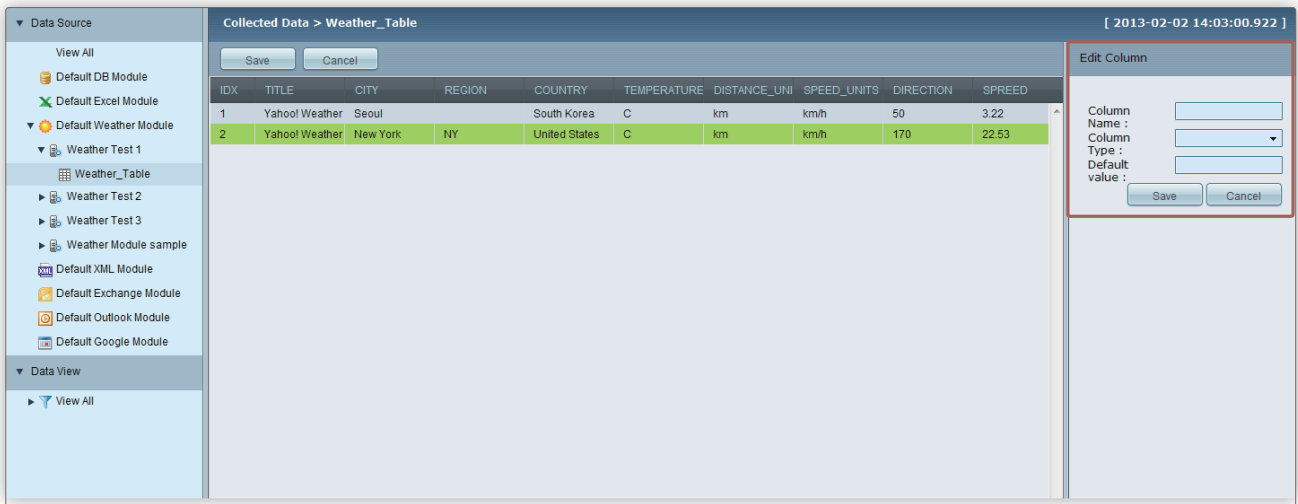 Data Source
View All
Default DB Module
Default Excel Module
Default Weather Module
Weather Test 1
Weather_Table
Weather Test 2
Weather Test 3
Weather Module sample
XML Default XML Module
Default Exchange Module
Default Outlook Module
Default Google Module
Data View
View All
Collected Data > Weather_Table [ 2013-02-02 14:03:00.922 ]
Save Cancel
IDX TITLE CITY REGION COUNTRY TEMPERATURE DISTANCE_UNI SPEED_UNITS DIRECTION SPREED
1 Yahoo! Weather Seoul South Korea C km km/h 50 3.22
2 Yahoo! Weather New York NY United States C km km/h 170 22.53
Edit Column
Column
Name :
Column
Type :
Default
value :
Save Cancel